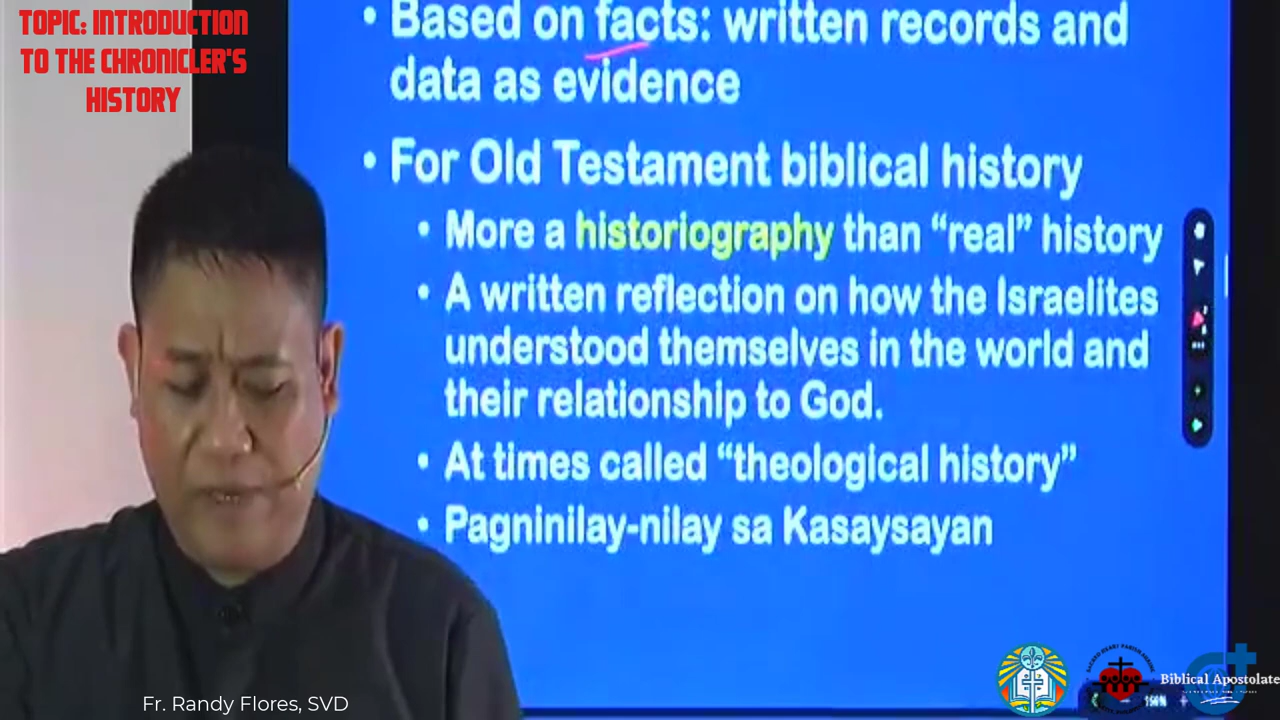 TOPIC: INTRODUCTION
TO THE CHRONICLER'S
HISTORY
• Based on facts: written records and
data as evidence
• For Old Testament biblical history
• More a historiography than “real” history
• A written reflection on how the Israelites
understood themselves in the world and
their relationship to God.
• At times called “theological history”
• Pagninilay-nilay sa Kasaysayan
Fr. Randy Flores, SVD
Biblical Apostolate